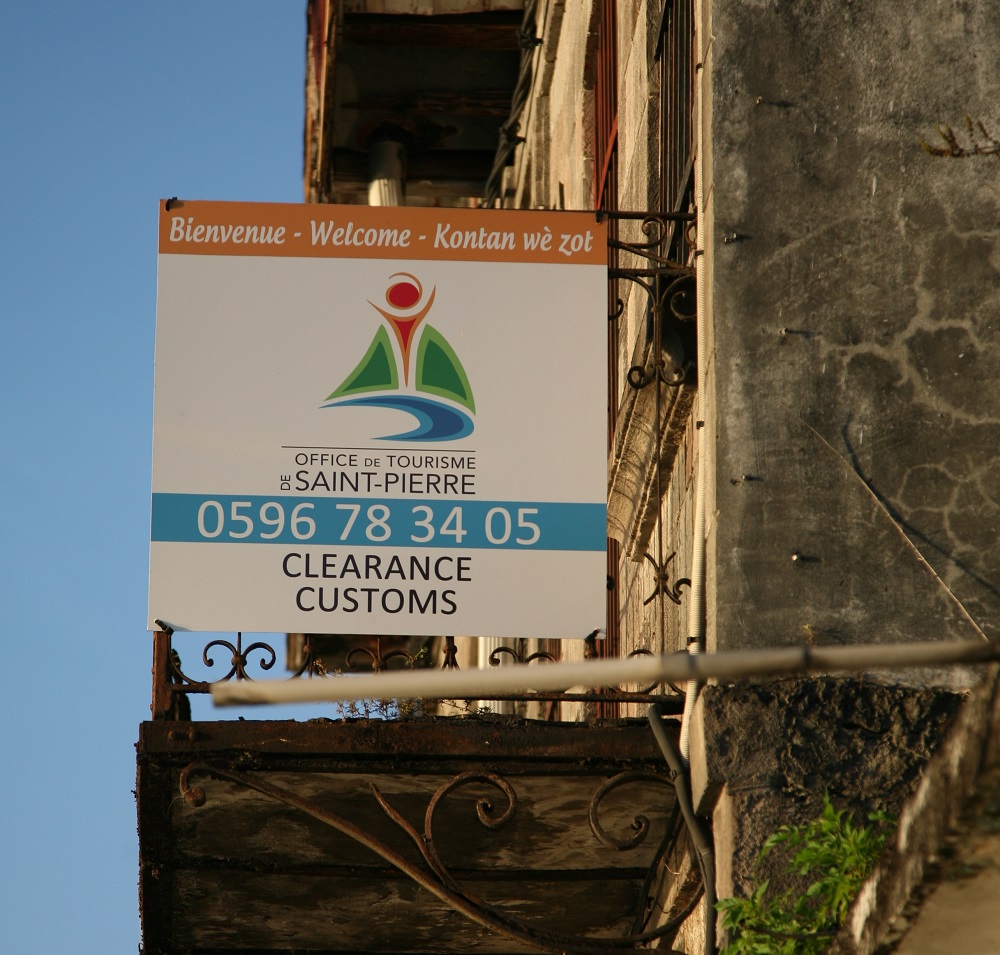 Bienvenue - Welcome - Kontan wè zot
OFFICE DE TOURISME
DE SAINT-PIERRE
0596 78 34 05
CLEARANCE
CUSTOMS